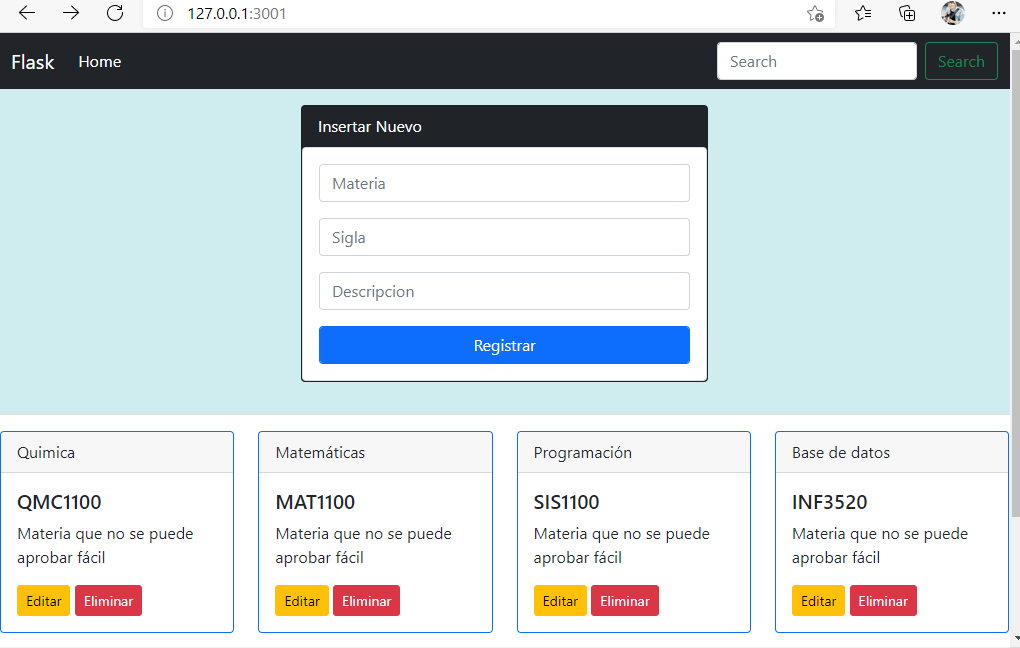 127.0.0.1:3001
Flask Home Search Search
Insertar Nuevo
Materia
Sigla
Descripcion
Registrar
Quimica
QMC1100
Materia que no se puede
aprobar fácil
Editar Eliminar
Matemáticas
MAT1100
Materia que no se puede
aprobar fácil
Editar Eliminar
Programación
SIS1100
Materia que no se puede
aprobar fácil
Editar Eliminar
Base de datos
INF3520
Materia que no se puede
aprobar fácil
Editar Eliminar